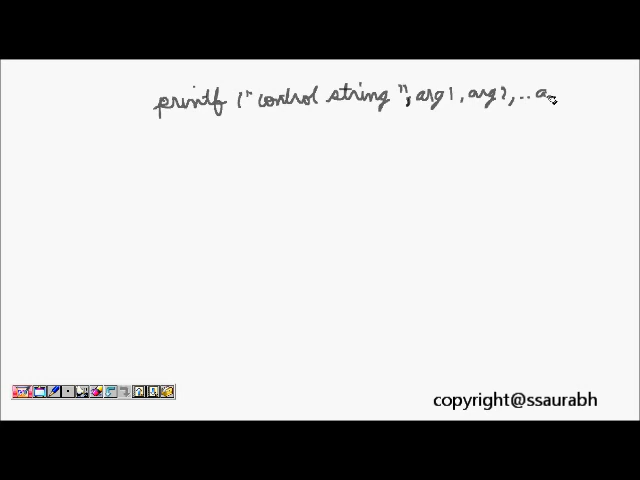 printf ("control string", arg1, arg2, .. a
copyright@ssaurabh